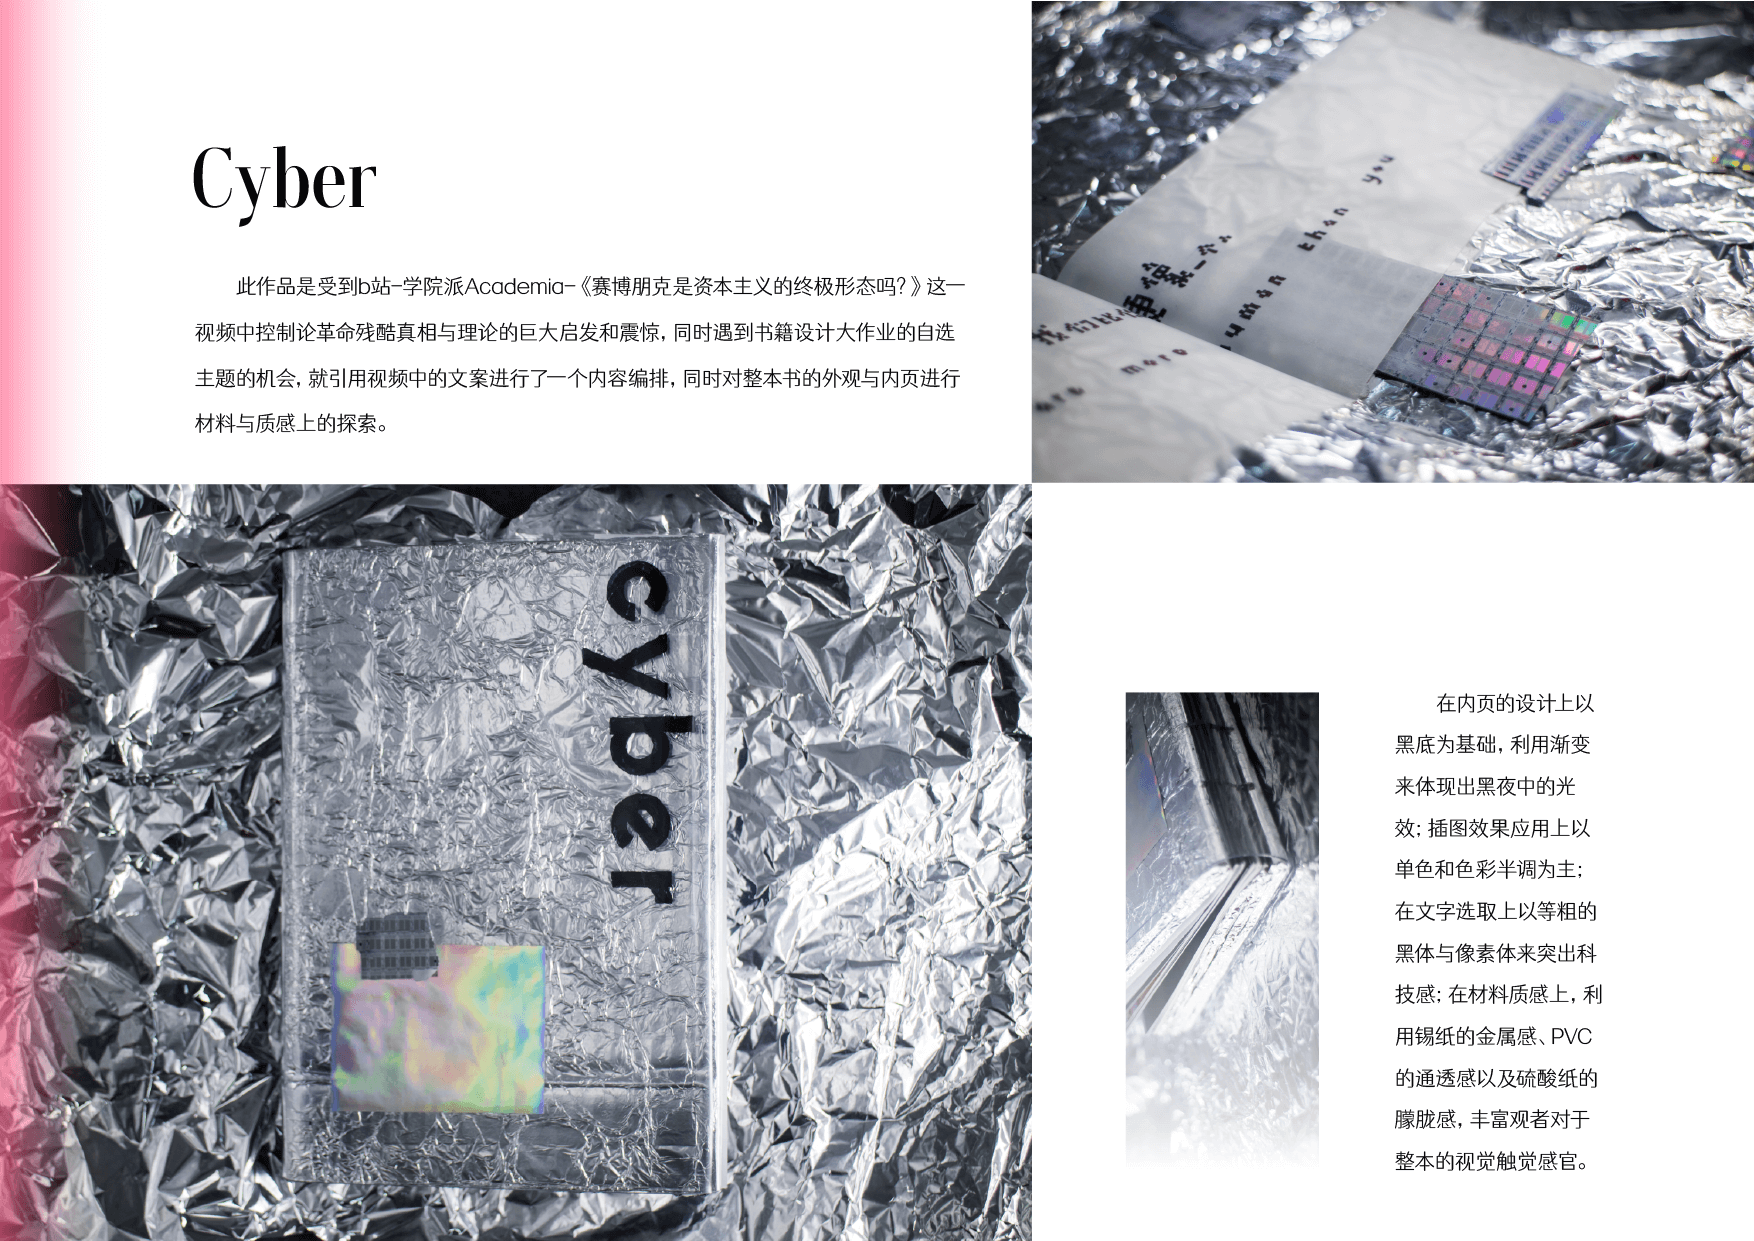 Cyber
此作品是受到b站-学院派Academia-《赛博朋克是资本主义的终极形态吗？》这一
视频中控制论革命残酷真相与理论的巨大启发和震惊，同时遇到书籍设计大作业的自选
主题的机会，就引用视频中的文案进行了一个内容编排，同时对整本书的外观与内页进行
材料与质感上的探索。
我们比
再像一个人
are more
human
than
you
cyber
在内页的设计上以
黑底为基础，利用渐变
来体现出黑夜中的光
效；插图效果应用上以
单色和色彩半调为主；
在文字选取上以等粗的
黑体与像素体来突出科
技感；在材料质感上，利
用锡纸的金属感、PVC
的通透感以及硫酸纸的
朦胧感，丰富观者对于
整本的视觉触觉感官。